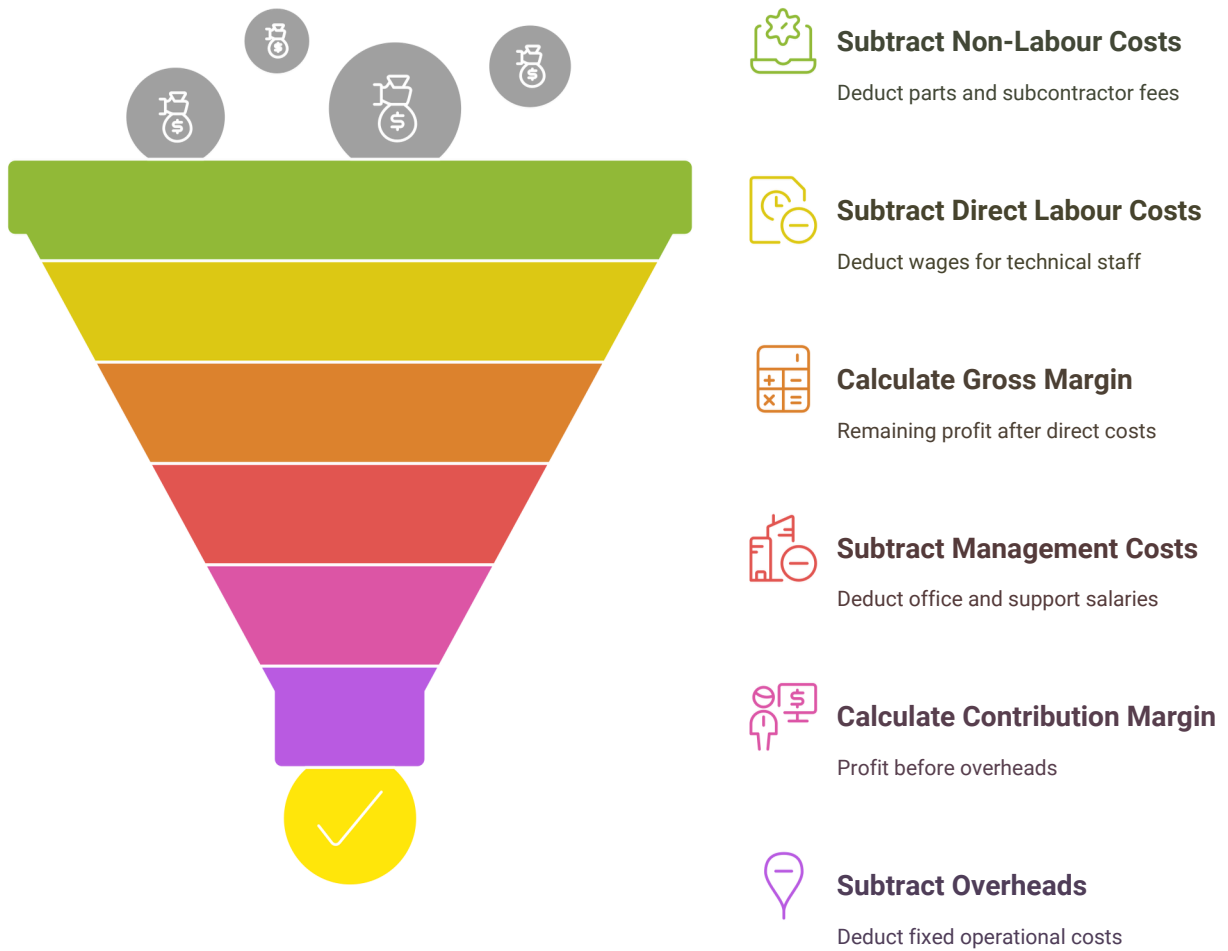 Subtract Non-Labour Costs
Deduct parts and subcontractor fees
Subtract Direct Labour Costs
Deduct wages for technical staff
Calculate Gross Margin
Remaining profit after direct costs
Subtract Management Costs
Deduct office and support salaries
Calculate Contribution Margin
Profit before overheads
Subtract Overheads
Deduct fixed operational costs